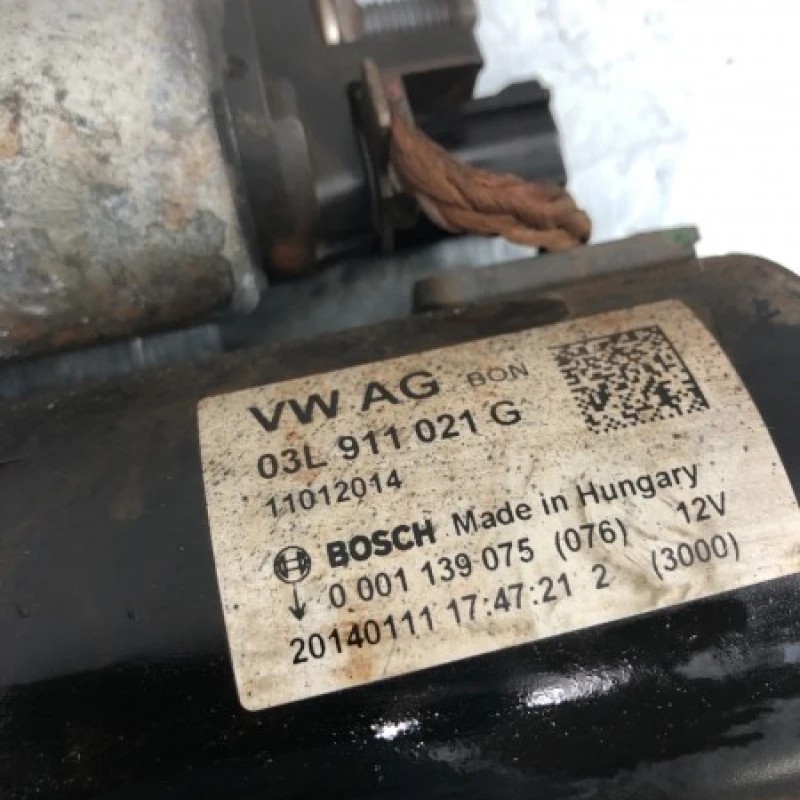 VW AG BON
03L 911 021 G
11012014
BOSCH Made in Hungary
0 001 139 075 (076) 12V
20140111 17:47:21 2 (3000)